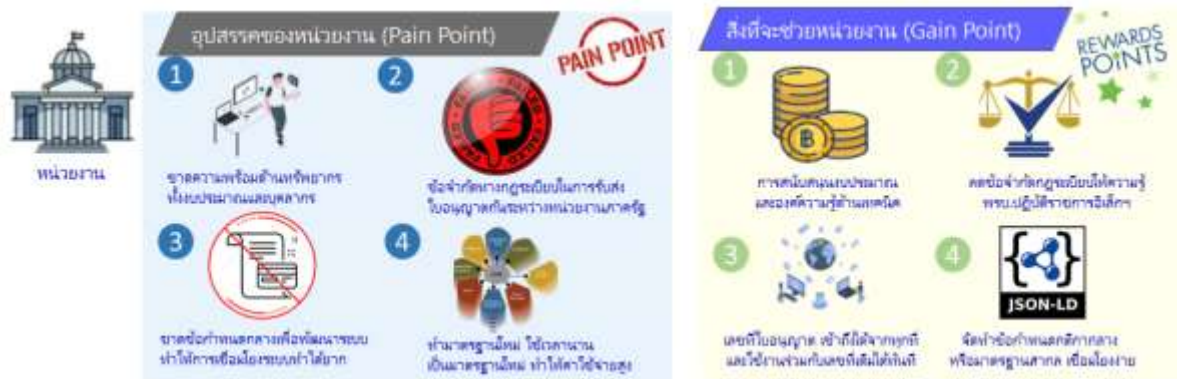 อุปสรรคของหน่วยงาน (Pain Point)
PAIN POINT
หน่วยงาน
1
ขาดความพร้อมด้านทรัพยากร
ทั้งงบประมาณและบุคลากร
2
FAILED
ข้อจำกัดทางกฎระเบียบในการรับส่ง
ใบอนุญาตกันระหว่างหน่วยงานภาครัฐ
3
ขาดข้อกำหนดกลางเพื่อพัฒนาระบบ
ทำให้การเชื่อมโยงระบบทำได้ยาก
4
ทำมาตรฐานใหม่ ใช้เวลานาน
เป็นมาตรฐานใหม่ ทำให้ค่าใช้จ่ายสูง
สิ่งที่จะช่วยหน่วยงาน (Gain Point)
REWARDS
POINTS
1
B
การสนับสนุนงบประมาณ
และองค์ความรู้ด้านเทคนิค
2
ลดข้อจำกัดกฎระเบียบให้ความรู้
พรบ.ปฏิบัติราชการอิเล็กฯ
3
เลขที่ใบอนุญาต เข้าถึงได้จากทุกที่
และใช้งานร่วมกับเลขที่เดิมได้ทันที
4
JSON-LD
จัดทำข้อกำหนดกติกากลาง
หรือมาตรฐานสากล เชื่อมโยงง่าย